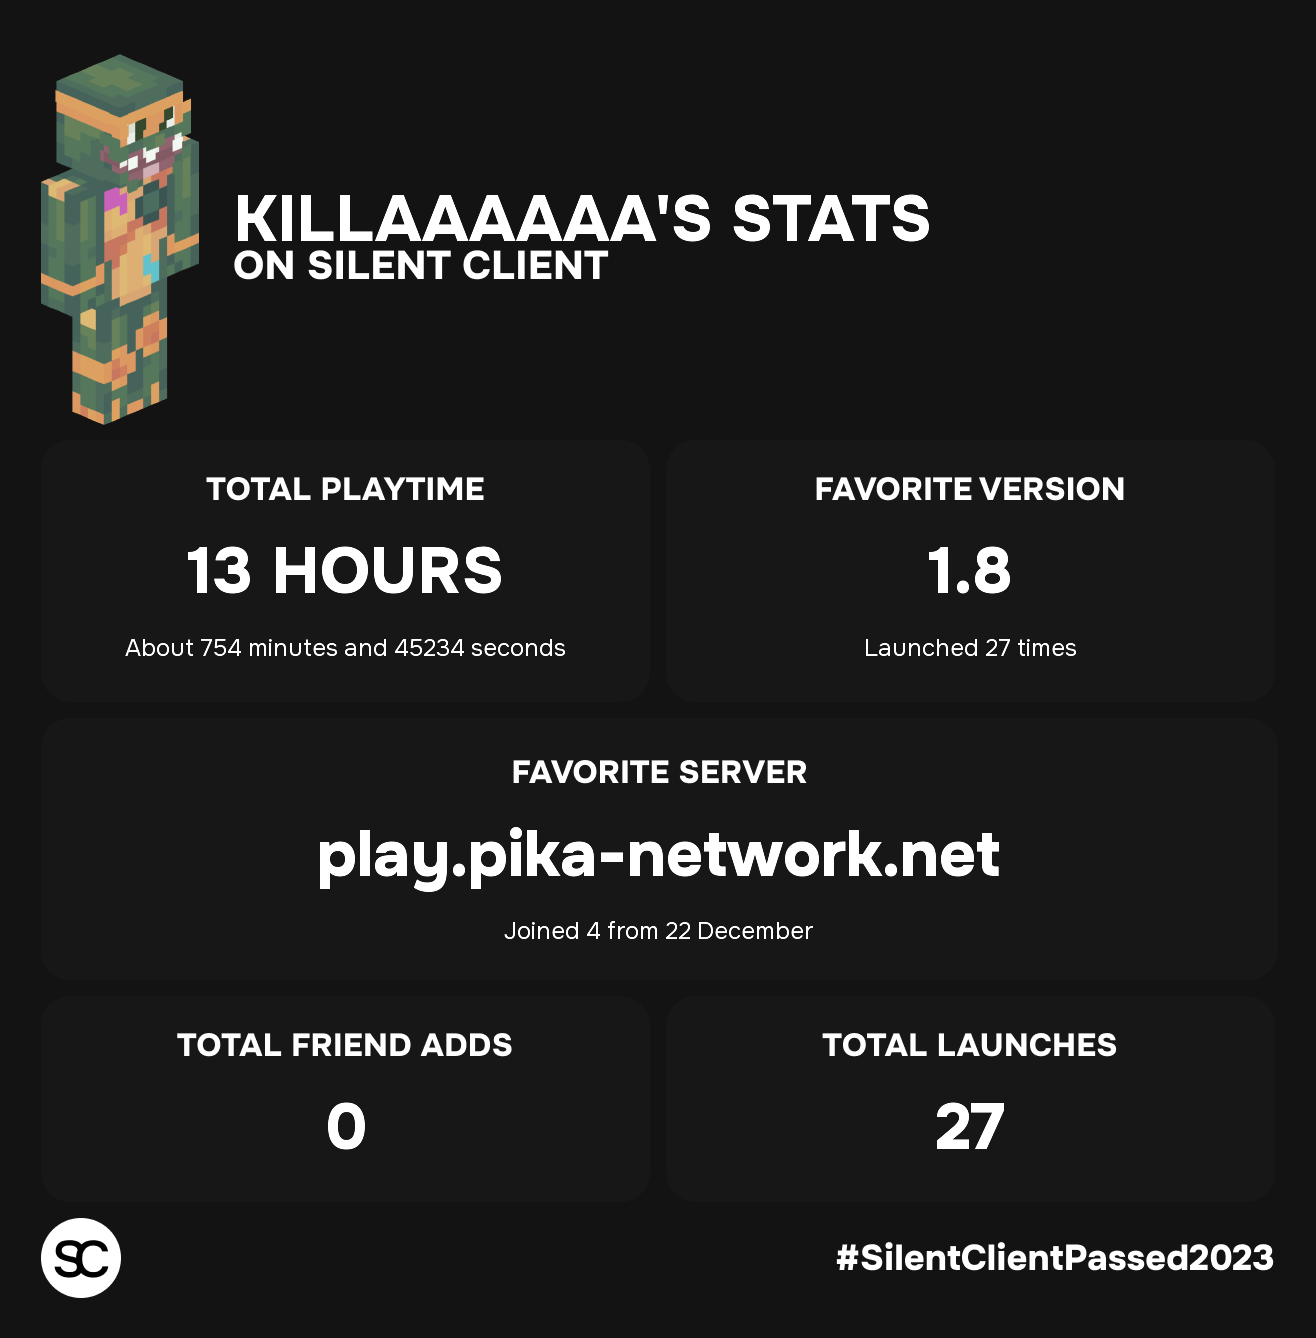 KILLAAAAAA'S STATS
ON SILENT CLIENT
TOTAL PLAYTIME
13 HOURS
About 754 minutes and 45234 seconds
FAVORITE VERSION
1.8
Launched 27 times
FAVORITE SERVER
play.pika-network.net
Joined 4 from 22 December
TOTAL FRIEND ADDS
0
TOTAL LAUNCHES
27
SC
#SilentClientPassed2023